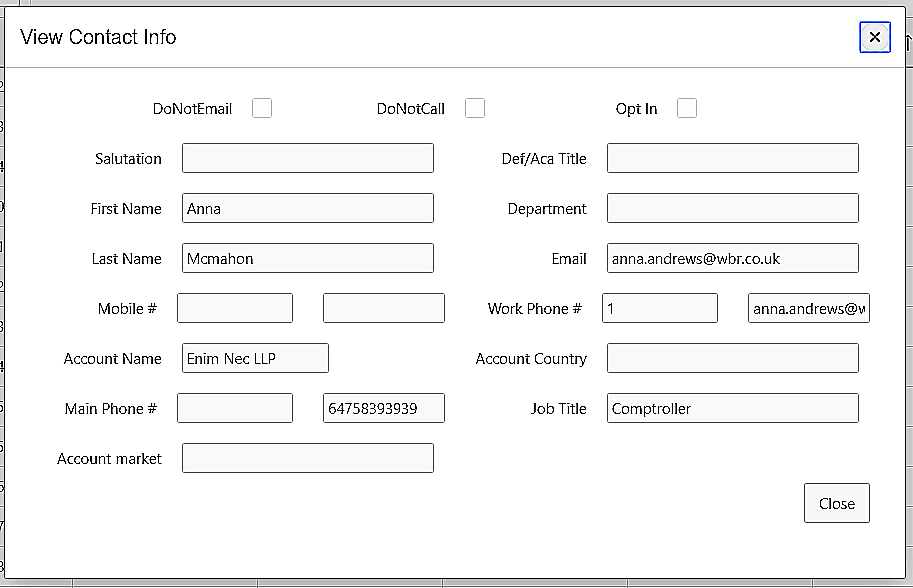 View Contact Info
DoNotEmail DoNotCall Opt In
Salutation Def/Aca Title
First Name Anna Department
Last Name Mcmahon Email anna.andrews@wbr.co.uk
Mobile # Work Phone # 1 anna.andrews@w
Account Name Enim Nec LLP Account Country
Main Phone # 64758393939 Job Title Comptroller
Account market
Close